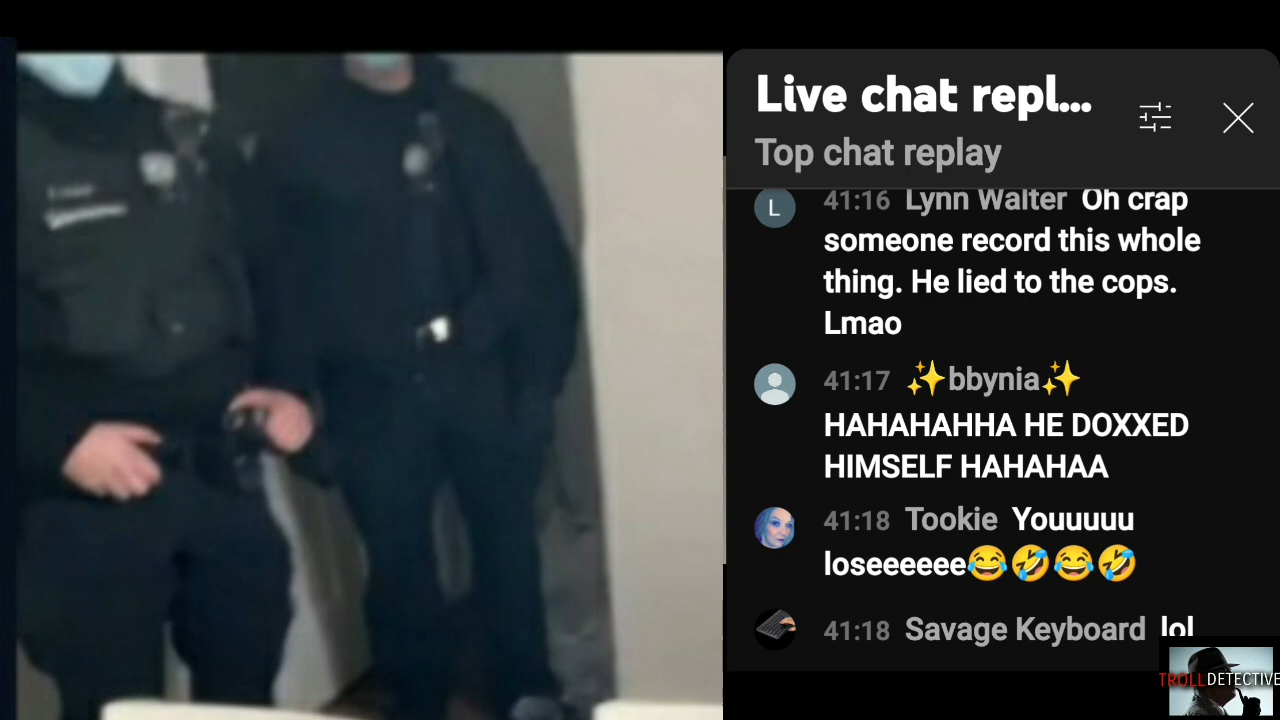 Live chat repl...
Top chat replay
L
41:16 Lynn Walter Oh crap
someone record this whole
thing. He lied to the cops.
Lmao
41:17 ✨bbynia✨
HAHAHAHHA HE DOXXED
HIMSELF HAHAHAA
41:18 Tookie Youuuuu
loseeeeee😂🤣😂🤣
41:18 Savage Keyboard lol
TROLLDETECTIVE